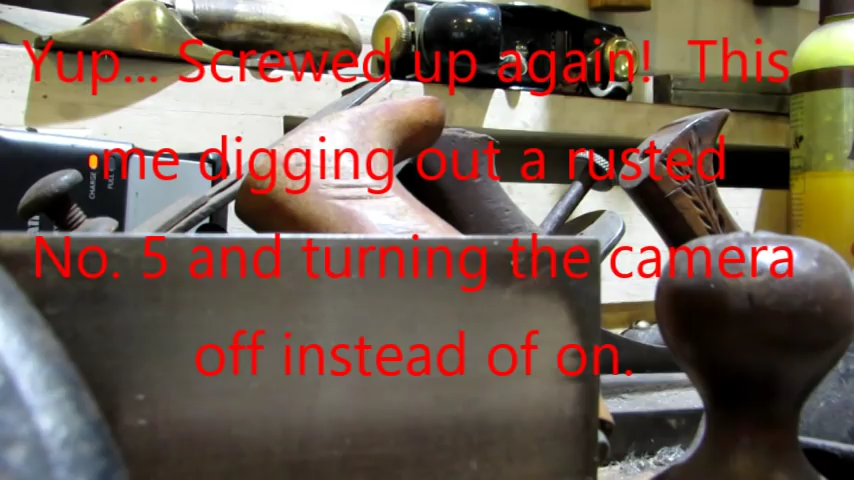 Yup... Screwed up again!  This
me digging out a rusted
No. 5 and turning the camera
off instead of on.
CHARGE